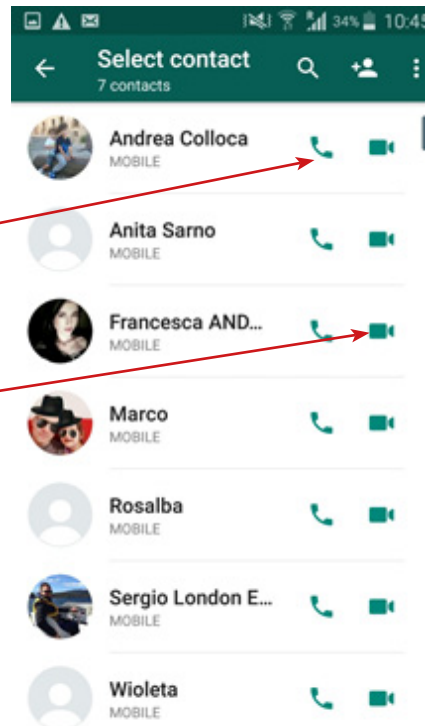 34% 10:45
Select contact
7 contacts
Andrea Colloca
MOBILE
Anita Sarno
MOBILE
Francesca AND...
MOBILE
Marco
MOBILE
Rosalba
MOBILE
Sergio London E...
MOBILE
Wioleta
MOBILE